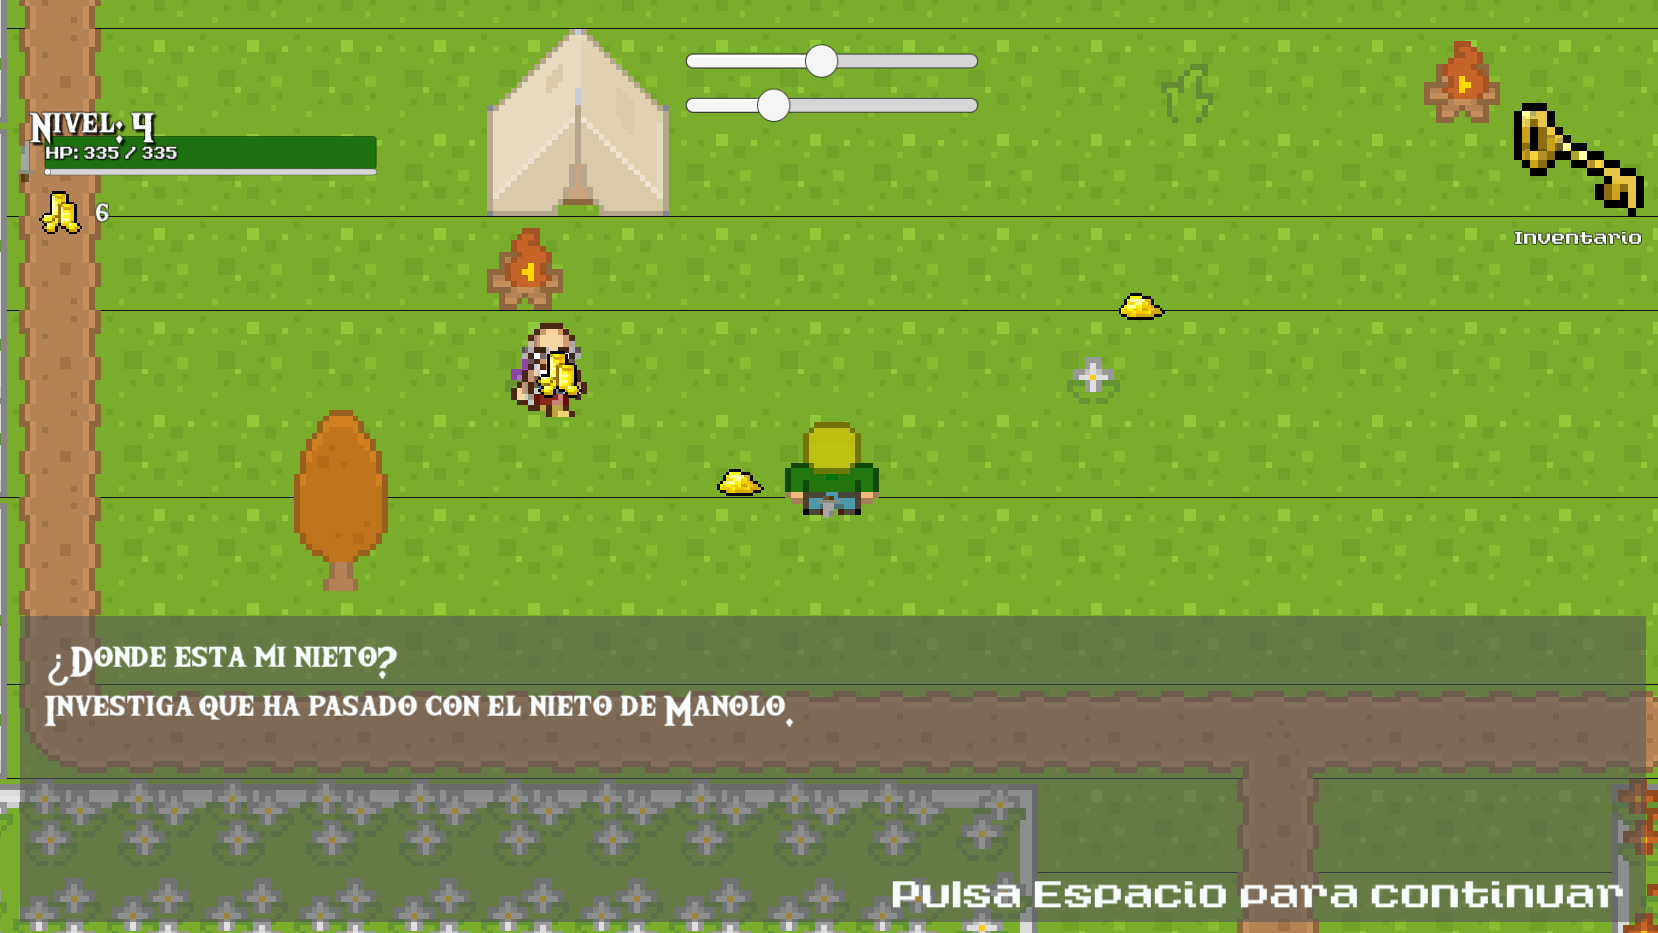 Nivel: 4
HP: 335 / 335
6
Inventario
¿Donde esta mi nieto?
Investiga que ha pasado con el nieto de Manolo.
Pulsa Espacio para continuar